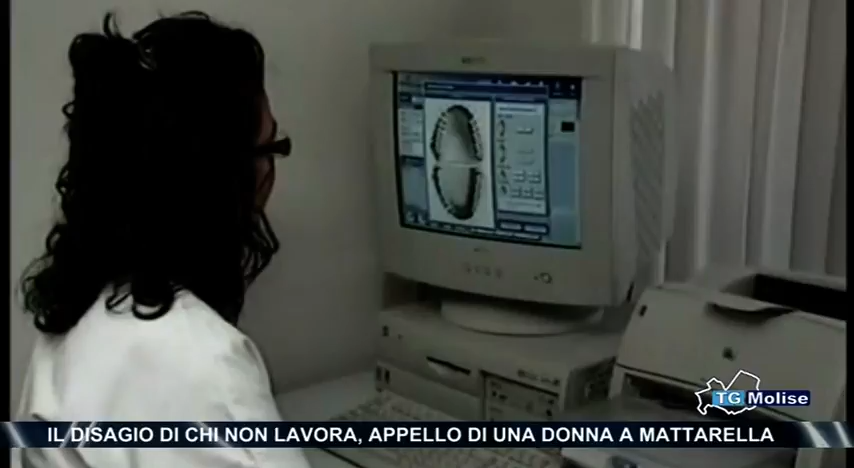 TG Molise
IL DISAGIO DI CHI NON LAVORA, APPELLO DI UNA DONNA A MATTARELLA